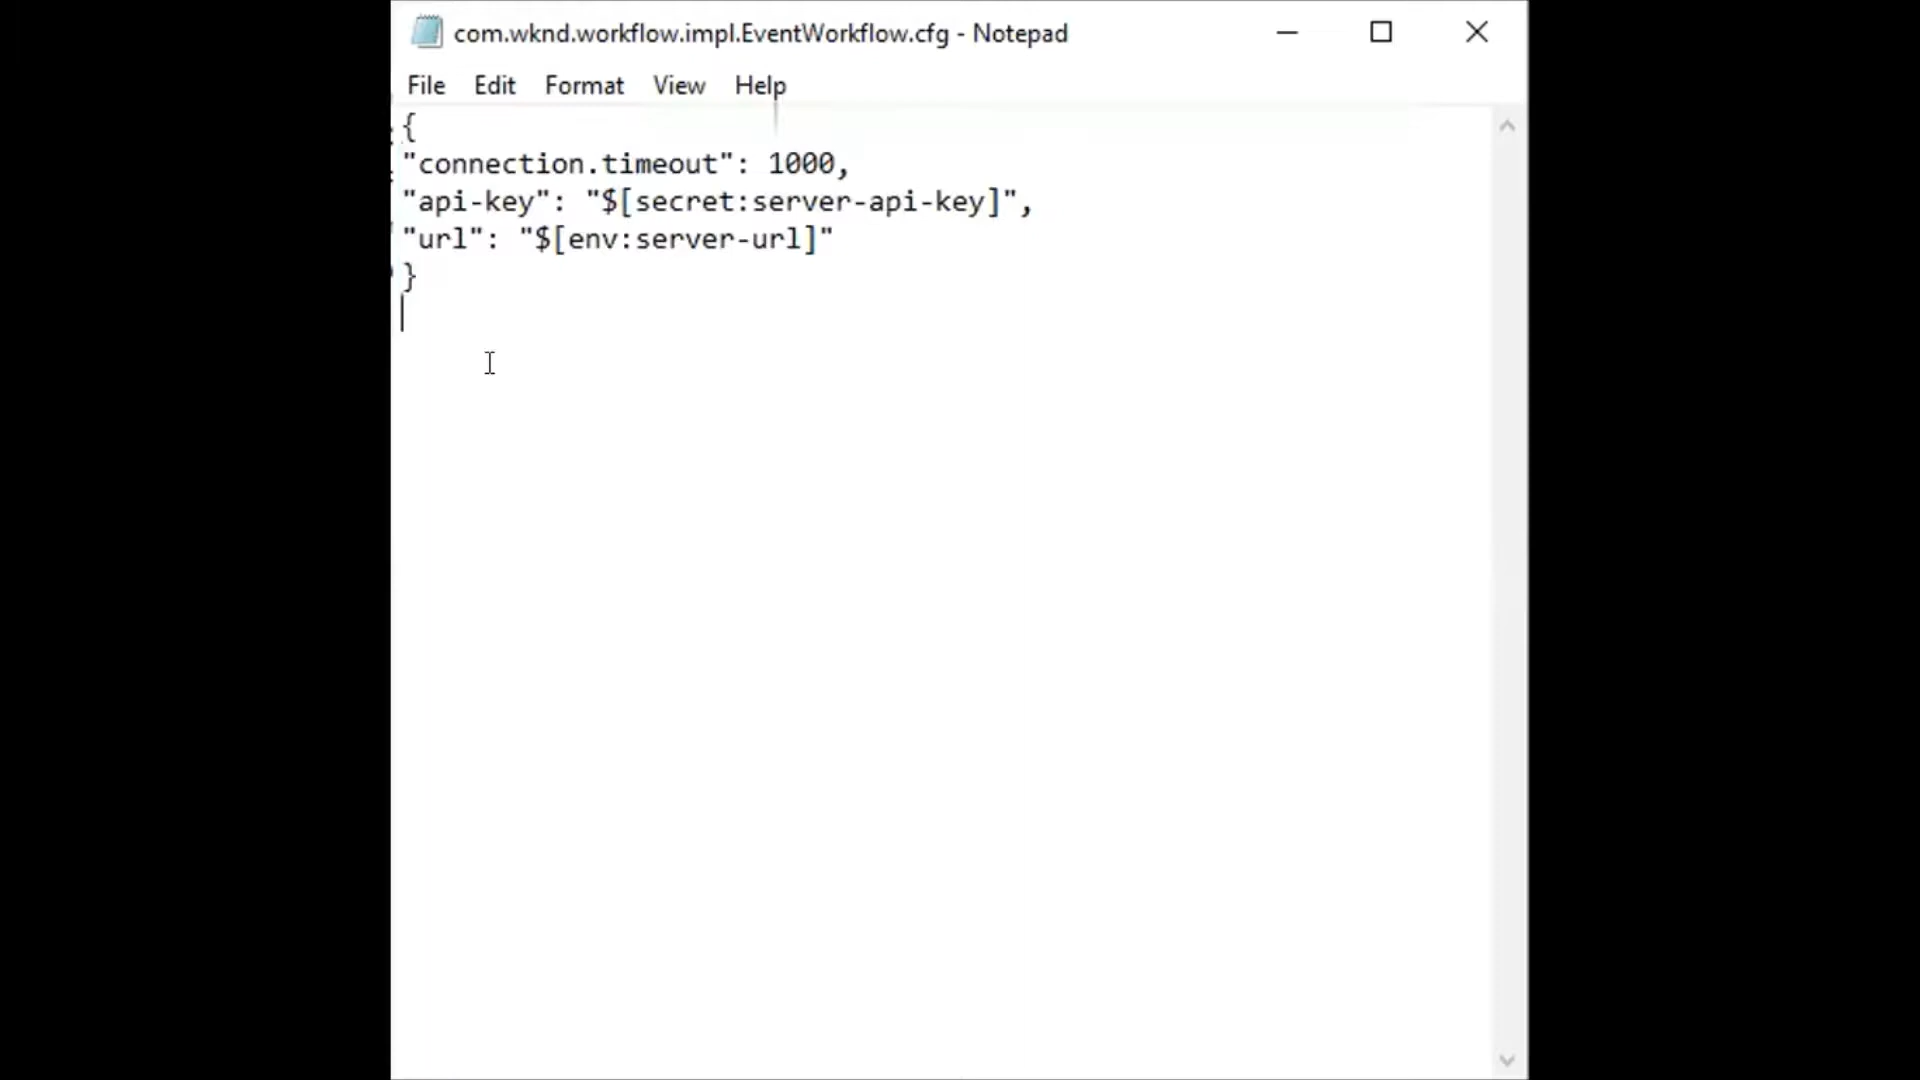 com.wknd.workflow.impl.EventWorkflow.cfg - Notepad
File Edit Format View Help
{
"connection.timeout": 1000,
"api-key": "$[secret:server-api-key]",
"url": "$[env:server-url]"
}